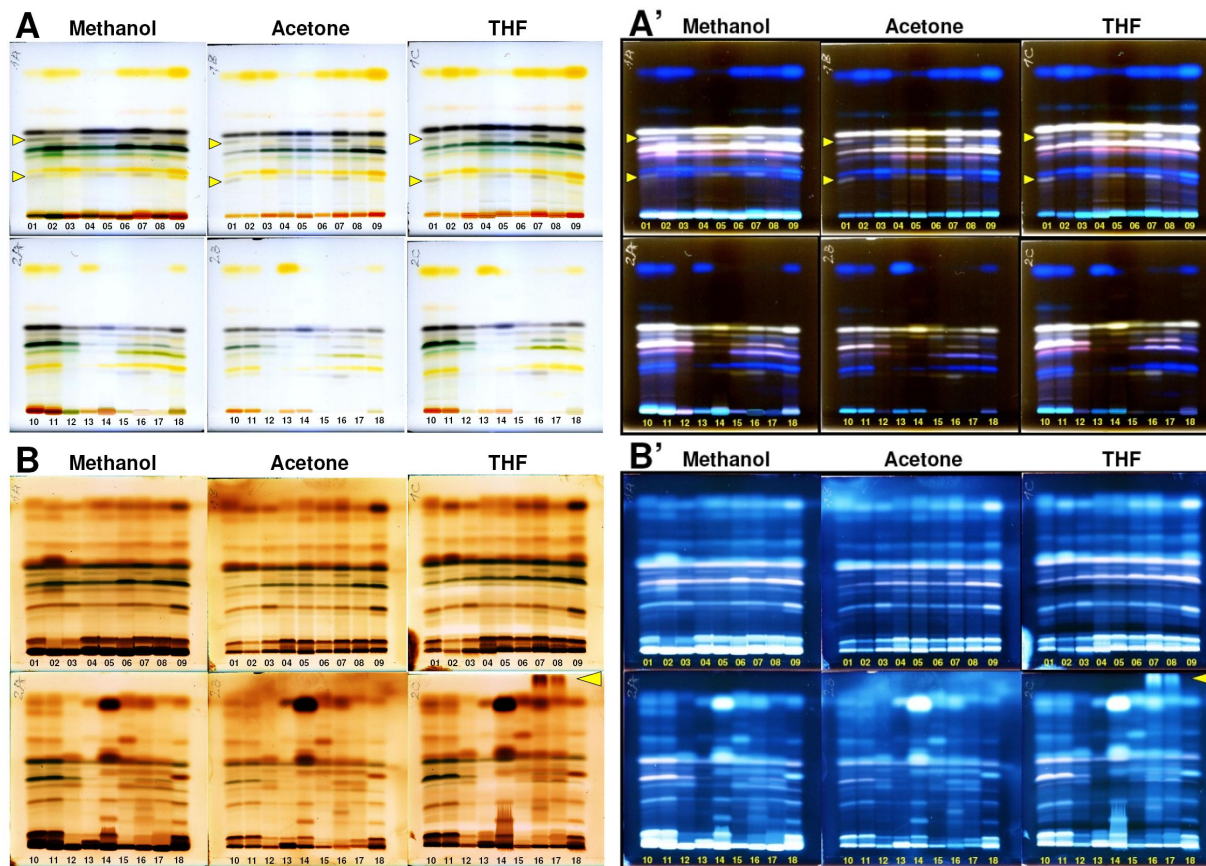 A Methanol Acetone THF A' Methanol Acetone THF
1A 1B 1C 1A 1B 1C
01 02 03 04 05 06 07 08 09 01 02 03 04 05 06 07 08 09 01 02 03 04 05 06 07 08 09 01 02 03 04 05 06 07 08 09 01 02 03 04 05 06 07 08 09 01 02 03 04 05 06 07 08 09
2A 2B 2C 2A 2B 2C
10 11 12 13 14 15 16 17 18 10 11 12 13 14 15 16 17 18 10 11 12 13 14 15 16 17 18 10 11 12 13 14 15 16 17 18 10 11 12 13 14 15 16 17 18 10 11 12 13 14 15 16 17 18
B Methanol Acetone THF B' Methanol Acetone THF
1A 1C 1A 1C
01 02 03 04 05 06 07 08 09 01 02 03 04 05 06 07 08 09 01 02 03 04 05 06 07 08 09 01 02 03 04 05 06 07 08 09 01 02 03 04 05 06 07 08 09 01 02 03 04 05 06 07 08 09
2A 2B 2C 2A 2B 2C
10 11 12 13 14 15 16 17 18 10 11 12 13 14 15 16 17 18 10 11 12 13 14 15 16 17 18 10 11 12 13 14 15 16 17 18 10 11 12 13 14 15 16 17 18 10 11 12 13 14 15 16 17 18